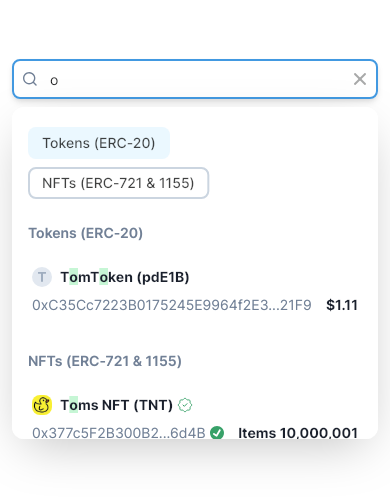 o
Tokens (ERC-20)
NFTs (ERC-721 & 1155)
Tokens (ERC-20)
T TomToken (pdE1B)
0xC35Cc7223B0175245E9964f2E3...21F9 $1.11
NFTs (ERC-721 & 1155)
Toms NFT (TNT)
0x377c5F2B300B2...6d4B Items 10,000,001